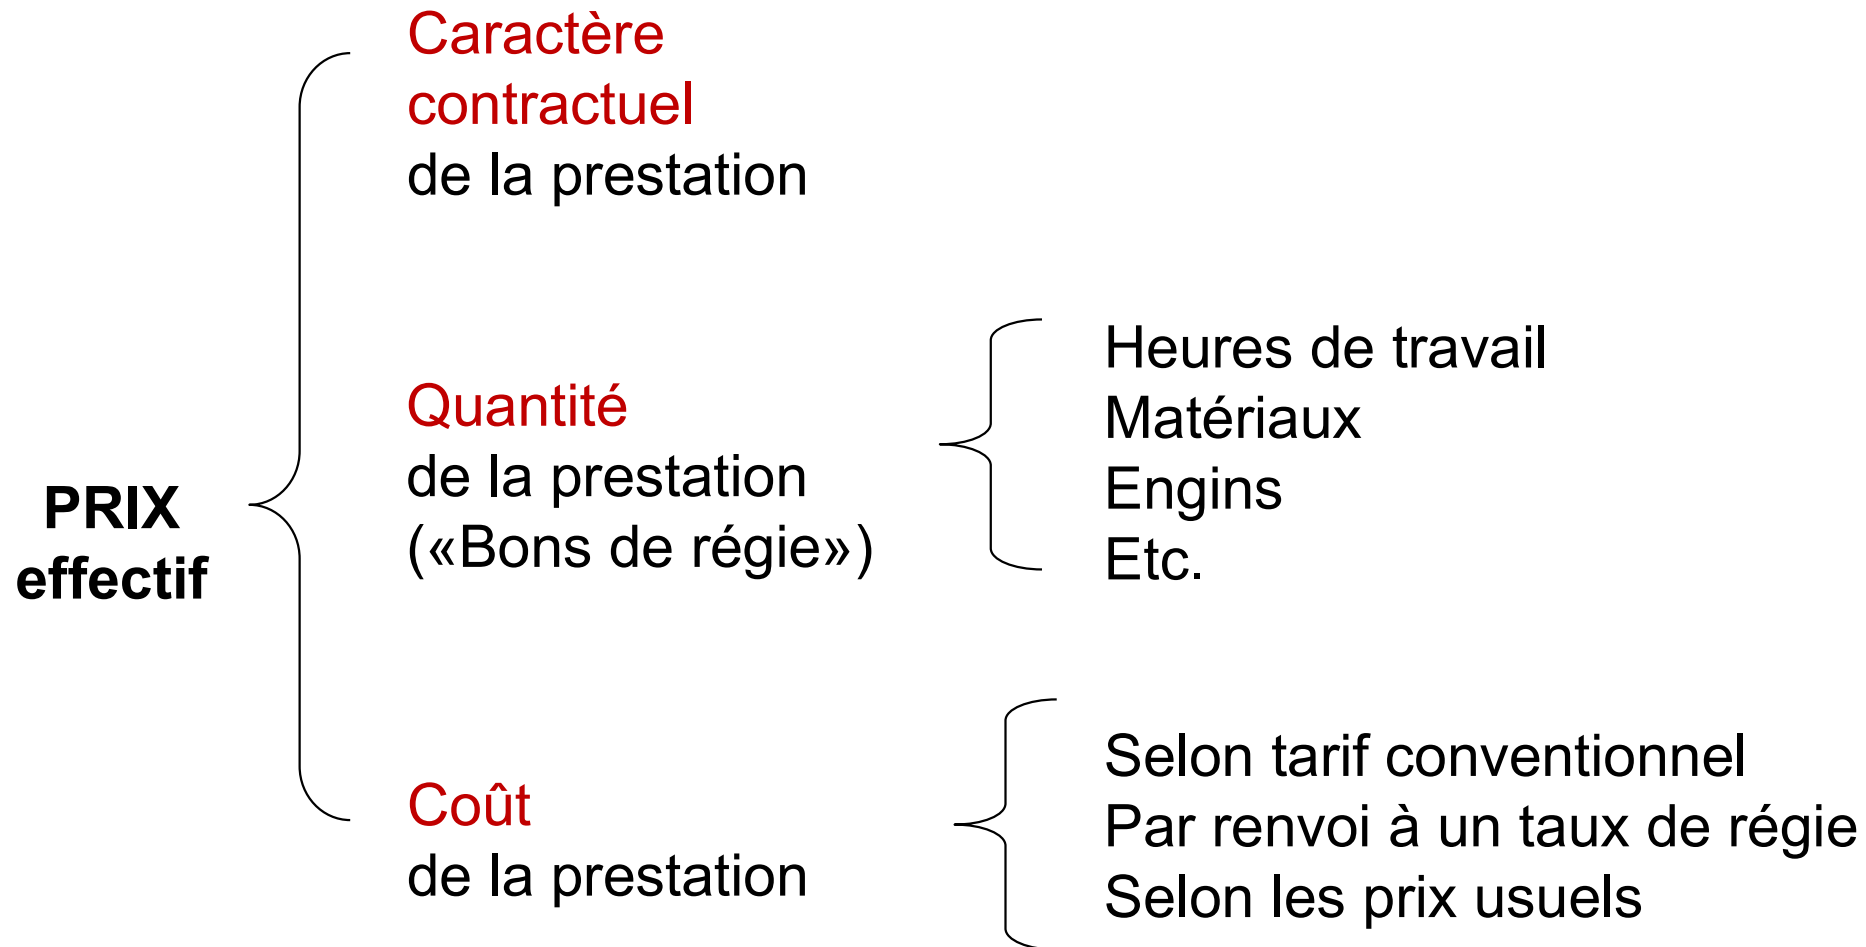 PRIX
effectif
Caractère
contractuel
de la prestation
Quantité
de la prestation
(«Bons de régie»)
Heures de travail
Matériaux
Engins
Etc.
Coût
de la prestation
Selon tarif conventionnel
Par renvoi à un taux de régie
Selon les prix usuels